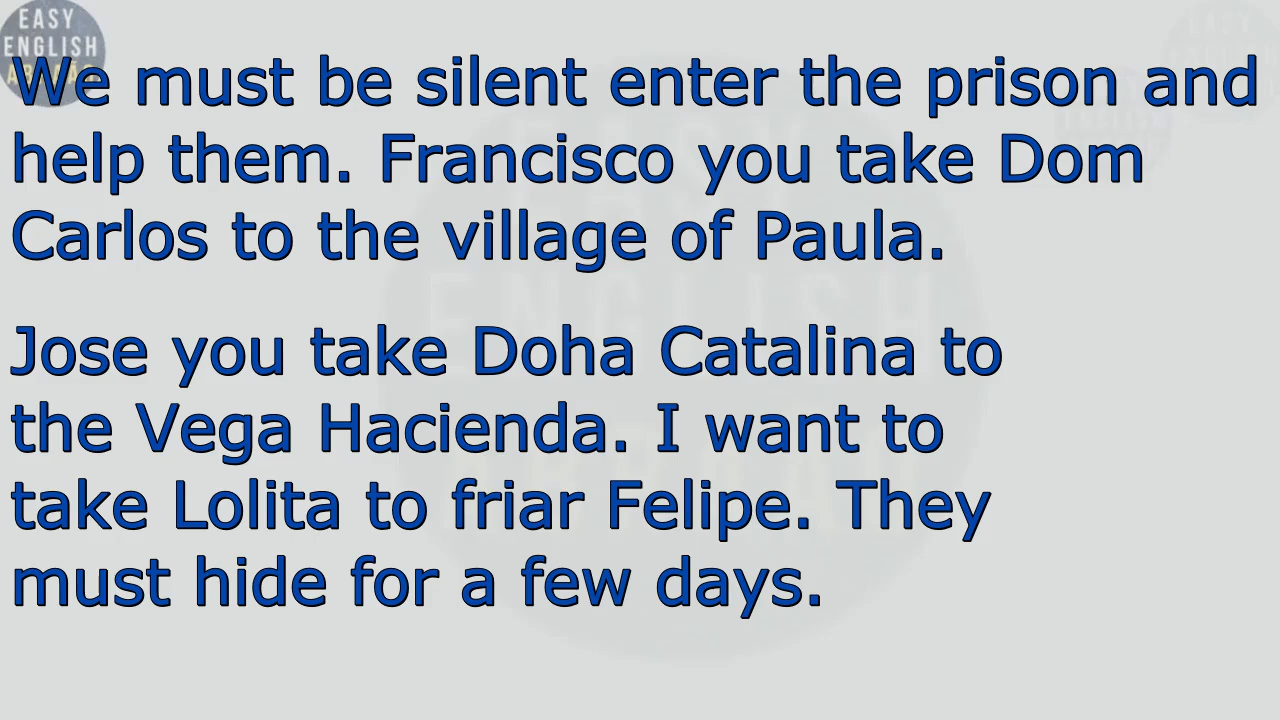 EASY
ENGLISH
We must be silent enter the prison and
help them. Francisco you take Dom
Carlos to the village of Paula.
Jose you take Doha Catalina to
the Vega Hacienda. I want to
take Lolita to friar Felipe. They
must hide for a few days.